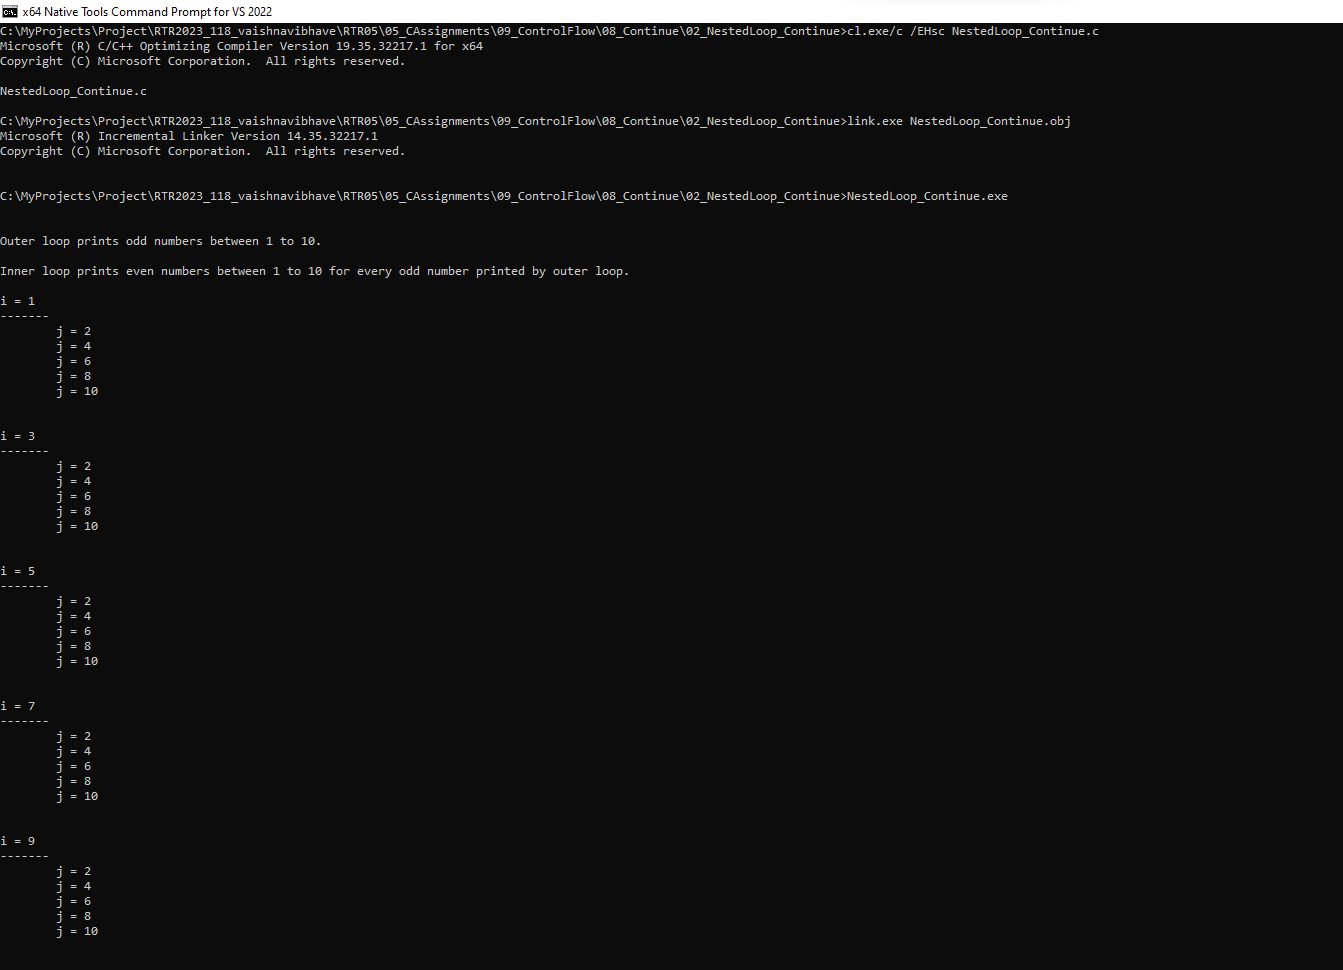 x64 Native Tools Command Prompt for VS 2022
C:\MyProjects\Project\RTR2023_118_vaishnavibhave\RTR05\05_CAssignments\09_ControlFlow\08_Continue\02_NestedLoop_Continue>cl.exe/c /EHsc NestedLoop_Continue.c
Microsoft (R) C/C++ Optimizing Compiler Version 19.35.32217.1 for x64
Copyright (C) Microsoft Corporation.  All rights reserved.
NestedLoop_Continue.c
C:\MyProjects\Project\RTR2023_118_vaishnavibhave\RTR05\05_CAssignments\09_ControlFlow\08_Continue\02_NestedLoop_Continue>link.exe NestedLoop_Continue.obj
Microsoft (R) Incremental Linker Version 14.35.32217.1
Copyright (C) Microsoft Corporation.  All rights reserved.
C:\MyProjects\Project\RTR2023_118_vaishnavibhave\RTR05\05_CAssignments\09_ControlFlow\08_Continue\02_NestedLoop_Continue>NestedLoop_Continue.exe
Outer loop prints odd numbers between 1 to 10.
Inner loop prints even numbers between 1 to 10 for every odd number printed by outer loop.
i = 1
-------
j = 2
j = 4
j = 6
j = 8
j = 10
i = 3
-------
j = 2
j = 4
j = 6
j = 8
j = 10
i = 5
-------
j = 2
j = 4
j = 6
j = 8
j = 10
i = 7
-------
j = 2
j = 4
j = 6
j = 8
j = 10
i = 9
-------
j = 2
j = 4
j = 6
j = 8
j = 10